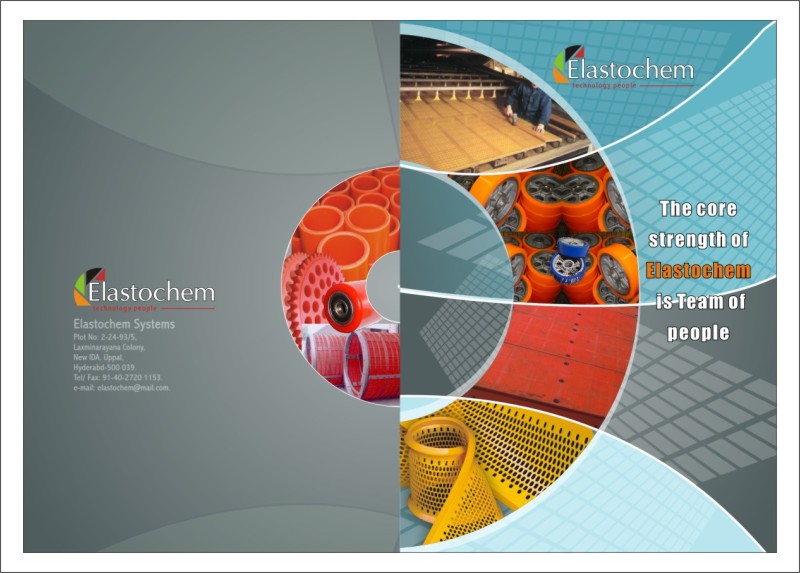 Elastochem
technology people
Elastochem Systems
Plot No: 2-24-93/5,
Laxminarayana Colony,
New IDA, Uppal,
Hyderabd-500 039.
Tel/ Fax: 91-40-2720 1153.
e-mail: elastochem@mail.com.
Elastochem
technology people
The core
strength of
Elastochem
is Team of
people